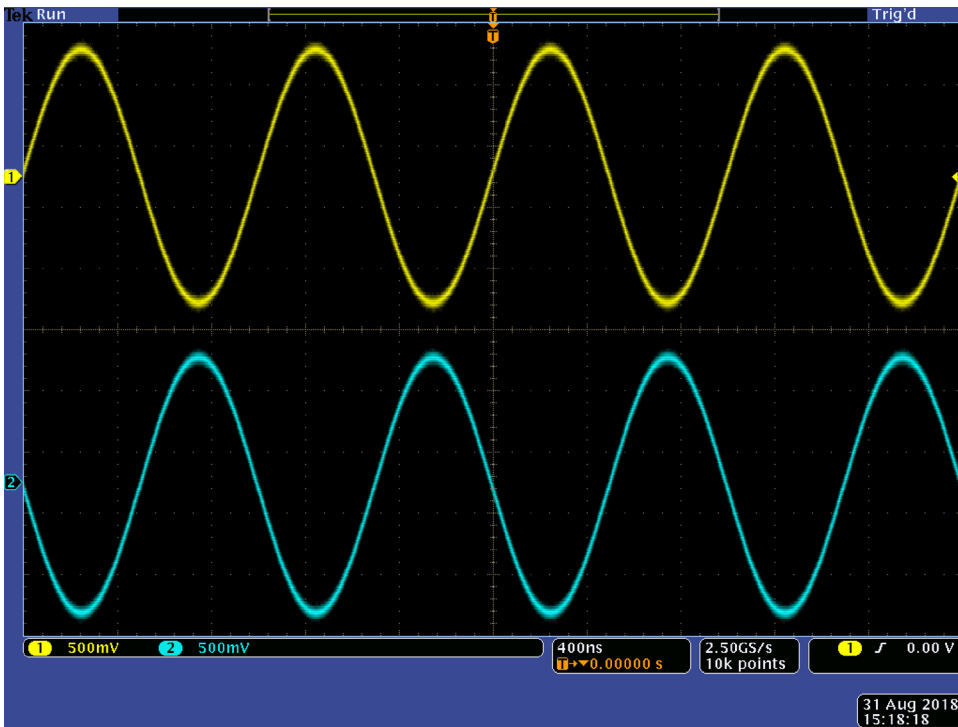 Tek Run Trig'd
T
T
1
2
1 500mV 2 500mV
400ns
T→▼0.00000 s
2.50GS/s
10k points
1 ∫ 0.00 V
31 Aug 2018
15:18:18